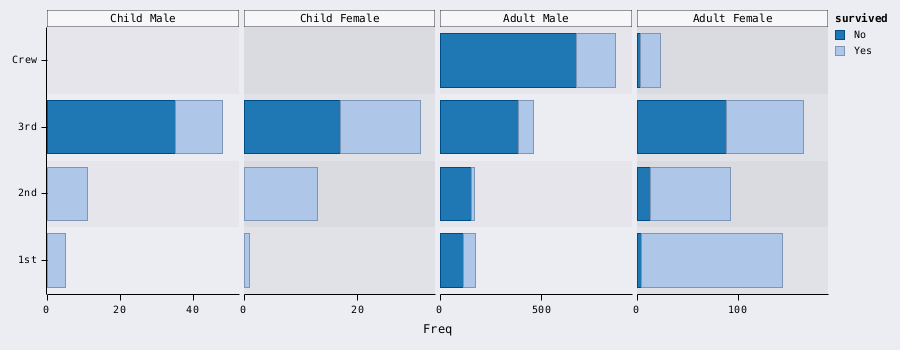 Child Male Child Female Adult Male Adult Female survived
No
Yes
Crew
3rd
2nd
1st
0 20 40 0 20 0 500 0 100
Freq